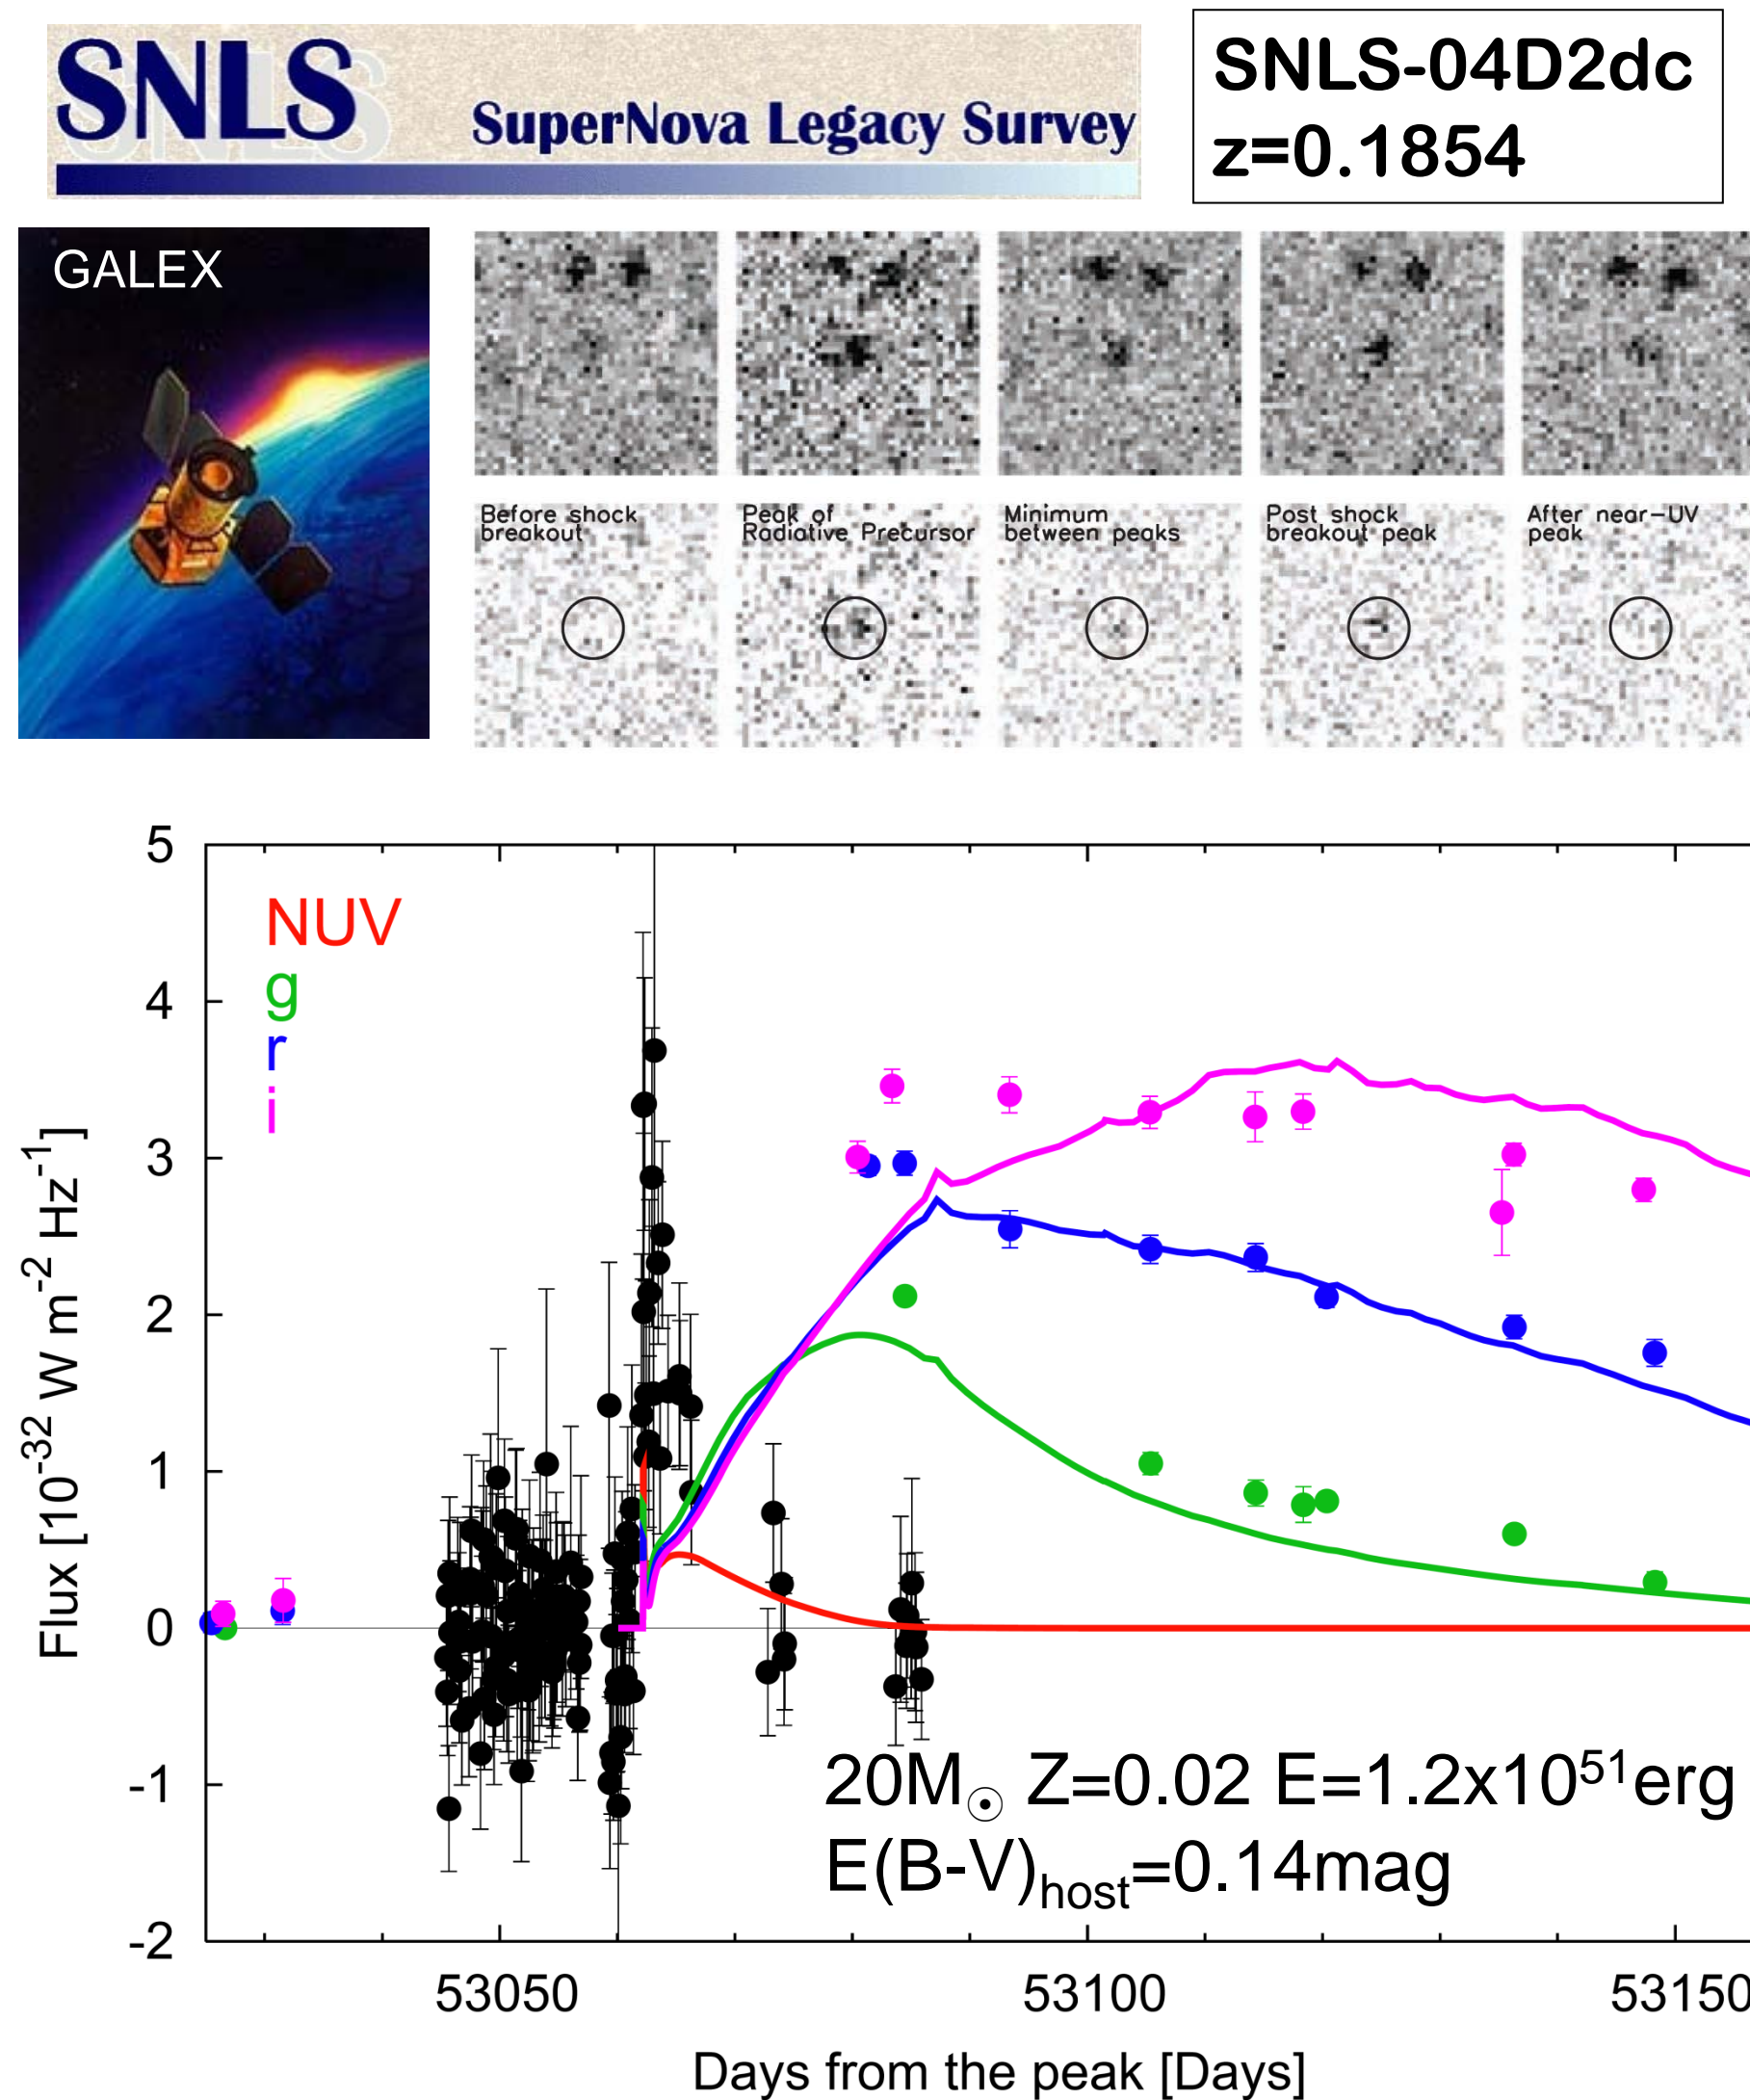 SNLS SuperNova Legacy Survey
SNLS-04D2dc
z=0.1854
GALEX
Before shock
breakout
Peak of
Radiative Precursor
Minimum
between peaks
Post shock
breakout peak
After near-UV
peak
5
4
3
2
1
0
-1
-2
NUV
g
r
i
Flux [10⁻³² W m⁻² Hz⁻¹]
20M☉ Z=0.02 E=1.2x10⁵¹erg
E(B-V)host=0.14mag
53050 53100 53150
Days from the peak [Days]